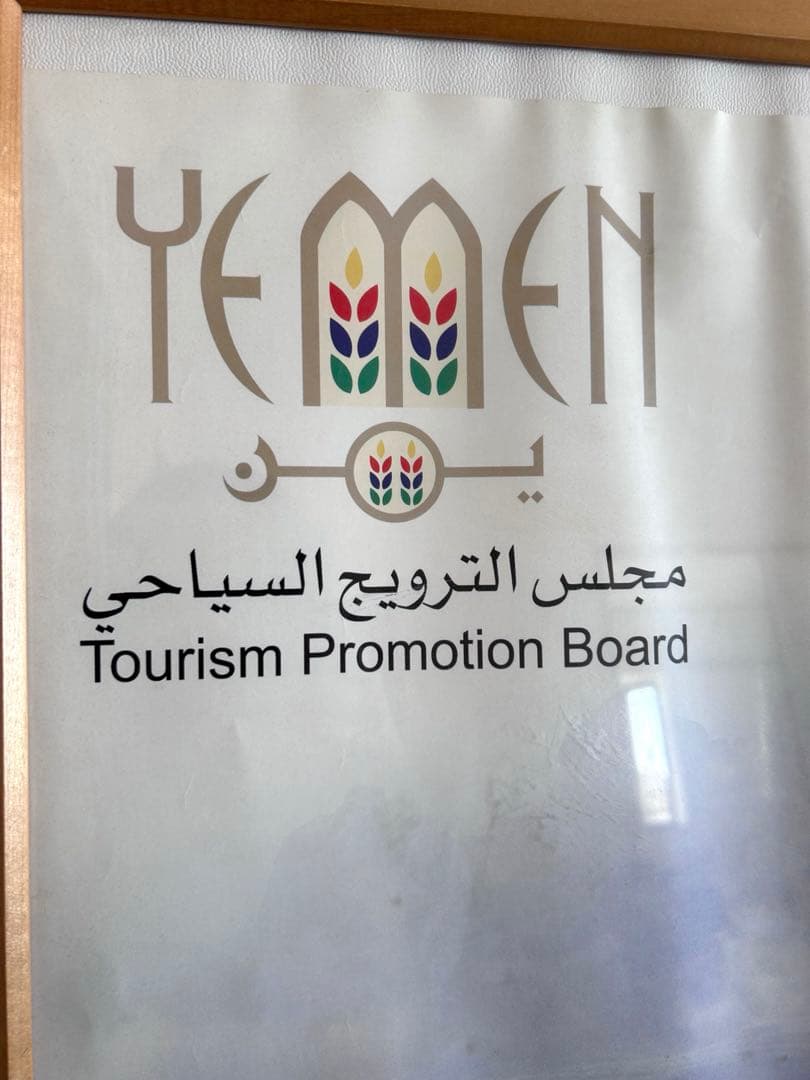 YEMEN
يمن
مجلس الترويج السياحي
Tourism Promotion Board